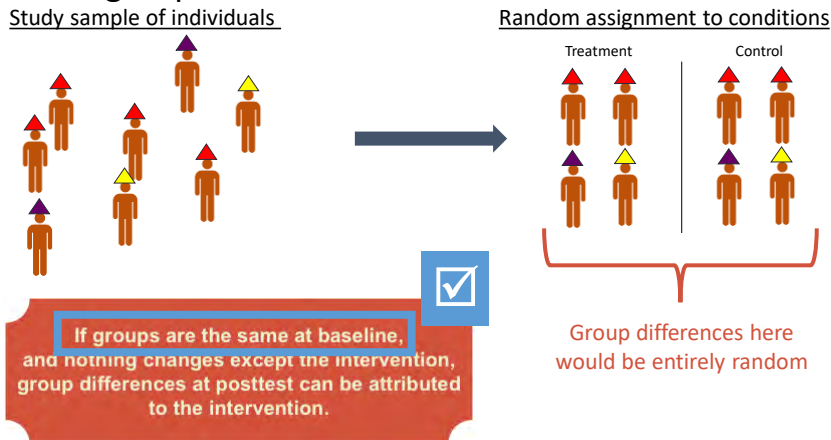 Study sample of individuals
Random assignment to conditions
Treatment
Control
If groups are the same at baseline,
and nothing changes except the intervention,
group differences at posttest can be attributed
to the intervention.
Group differences here
would be entirely random